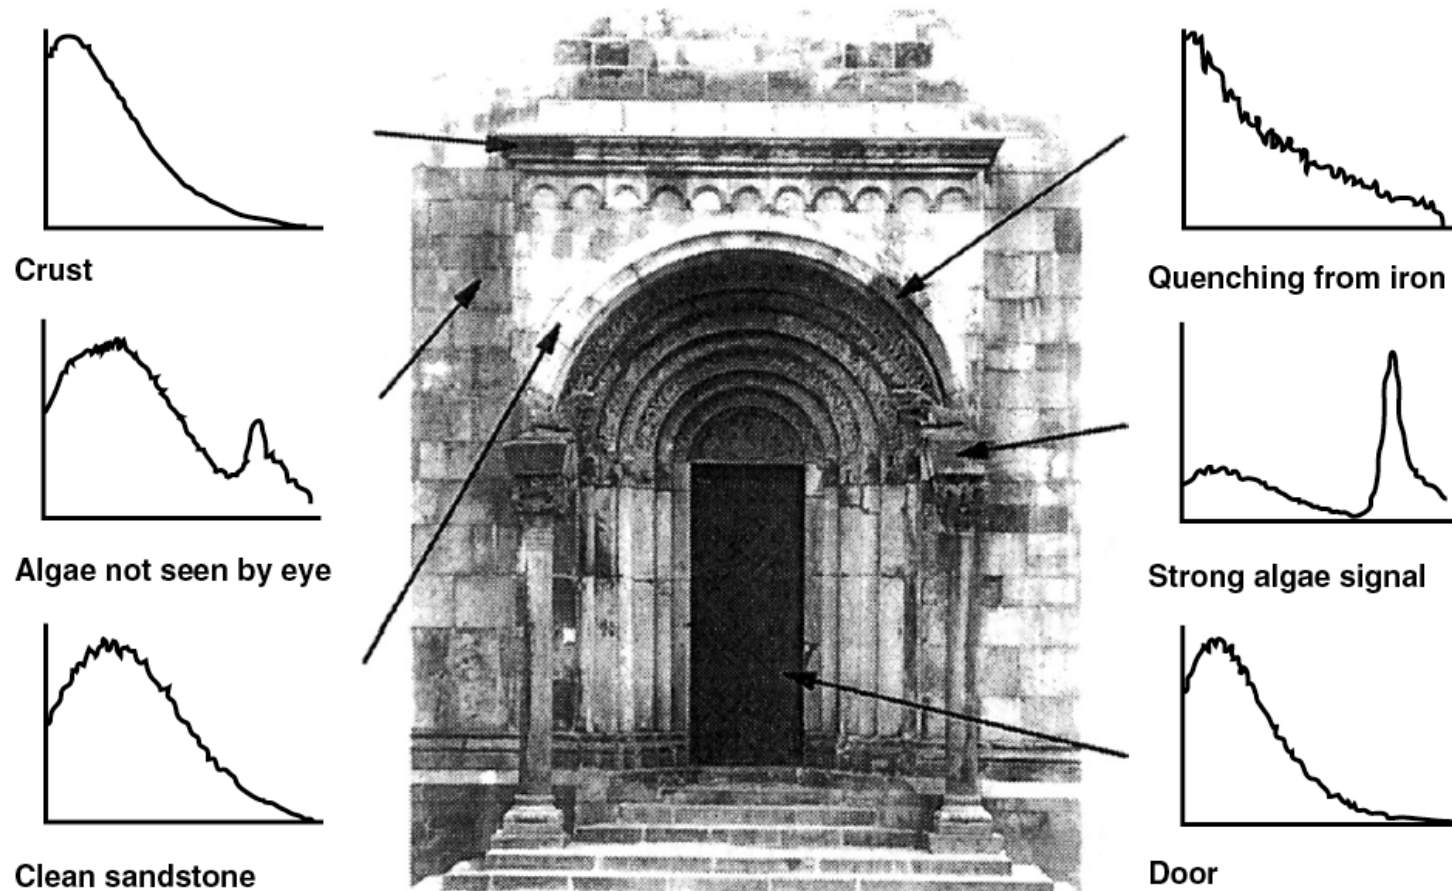 Crust
Quenching from iron
Algae not seen by eye
Strong algae signal
Clean sandstone
Door